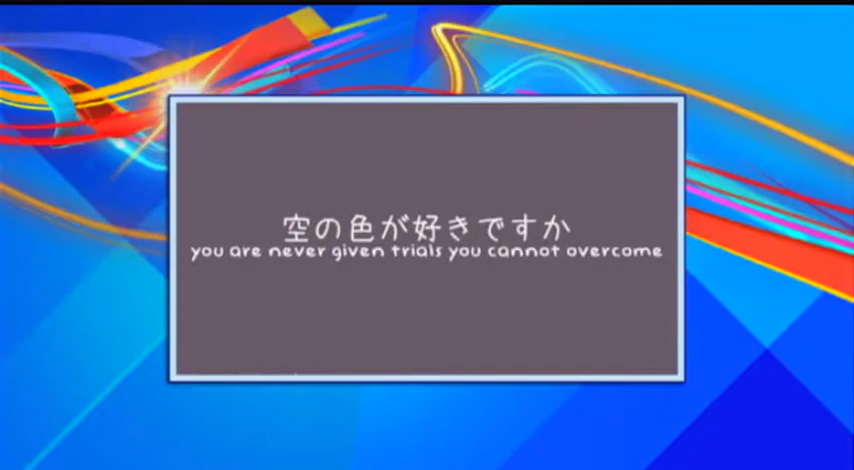 空の色が好きですか
you are never given trials you cannot overcome